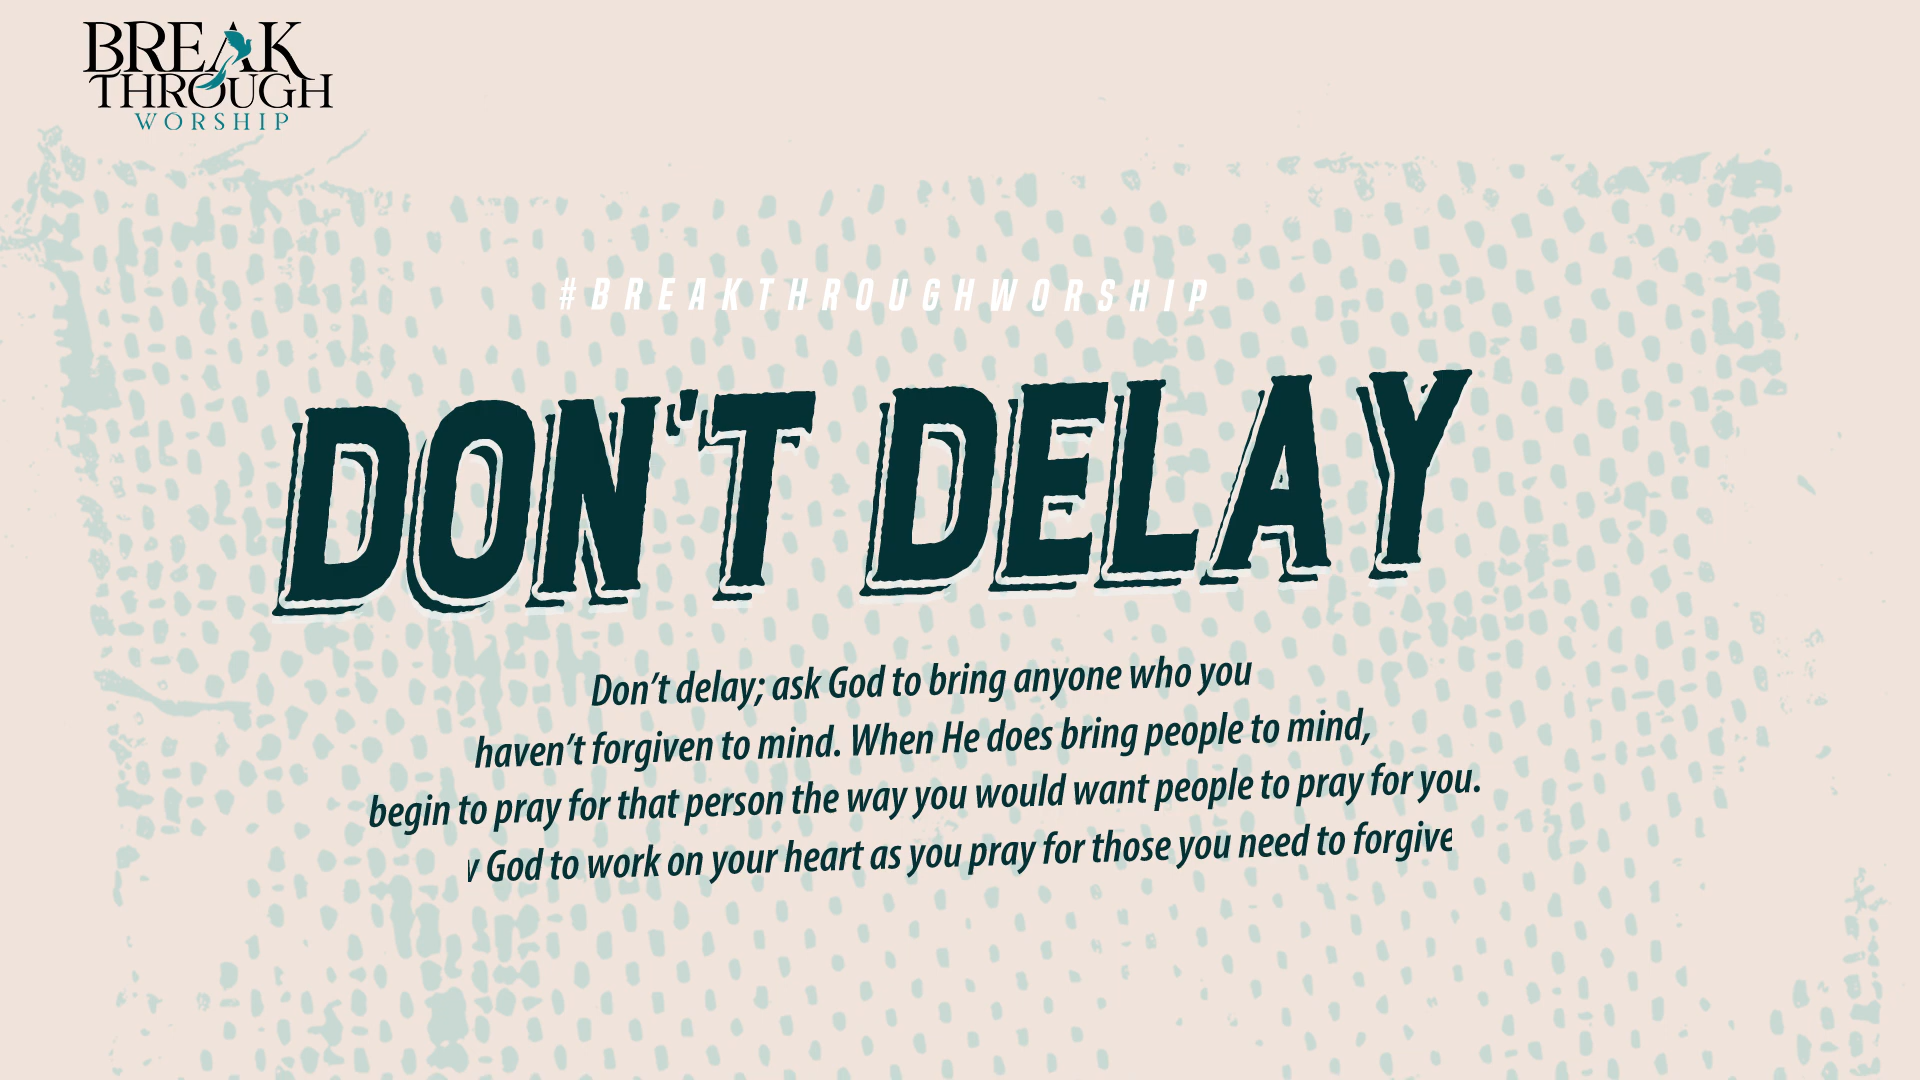 BREAK
THROUGH
WORSHIP
#BREAKTHROUGHWORSHIP
DON'T DELAY
Don’t delay; ask God to bring anyone who you
haven’t forgiven to mind. When He does bring people to mind,
begin to pray for that person the way you would want people to pray for you.
God to work on your heart as you pray for those you need to forgive